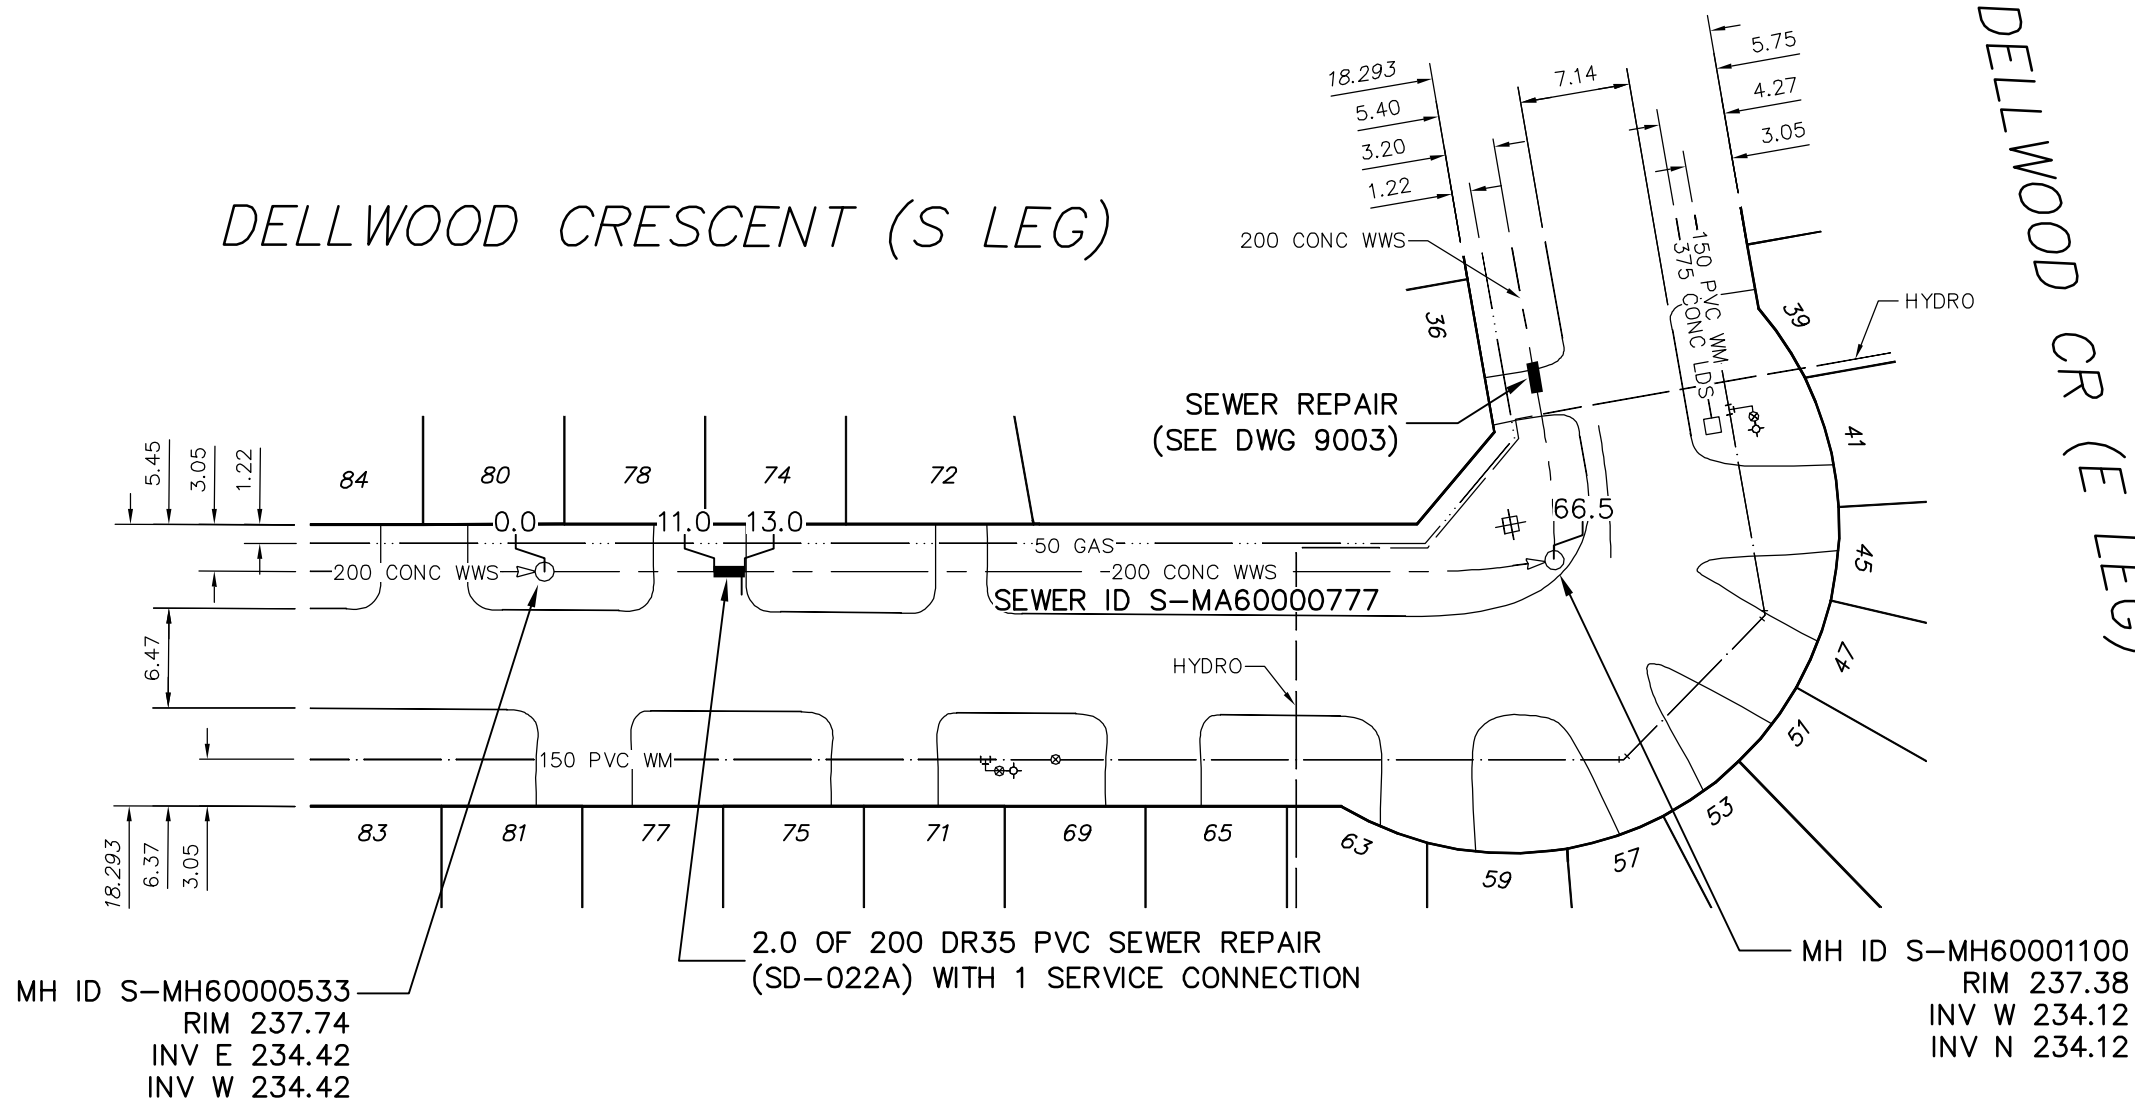 DELLWOOD CRESCENT (S LEG)
DELLWOOD CR (E LEG)
18.293
5.40
3.20
1.22
7.14
5.75
4.27
3.05
200 CONC WWS
150 PVC WM
375 CONC LDS
HYDRO
36
39
41
45
47
51
53
57
59
63
SEWER REPAIR
(SEE DWG 9003)
5.45
3.05
1.22
84
80
78
74
72
0.0
11.0
13.0
66.5
50 GAS
200 CONC WWS
200 CONC WWS
SEWER ID S-MA60000777
6.47
HYDRO
150 PVC WM
18.293
6.37
3.05
83
81
77
75
71
69
65
2.0 OF 200 DR35 PVC SEWER REPAIR
(SD-022A) WITH 1 SERVICE CONNECTION
MH ID S-MH60000533
RIM 237.74
INV E 234.42
INV W 234.42
MH ID S-MH60001100
RIM 237.38
INV W 234.12
INV N 234.12